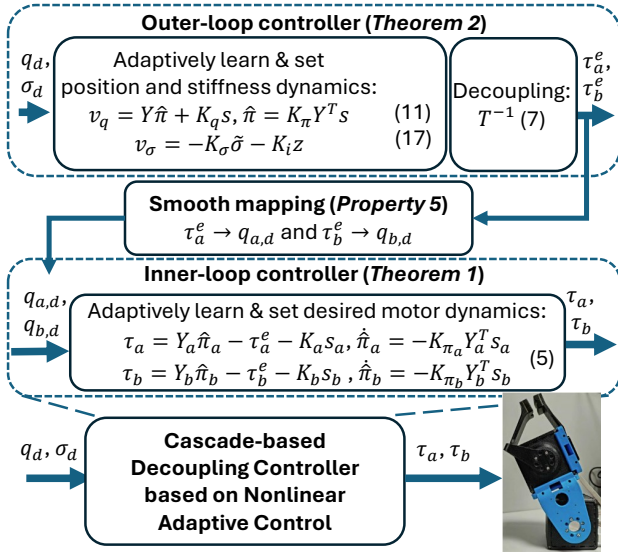 Outer-loop controller (Theorem 2)
q_d,
σ_d
Adaptively learn & set
position and stiffness dynamics:
v_q = Yπ̂ + K_q s, π̂ = K_π Y^T s (11)
v_σ = −K_σ σ̃ − K_i z (17)
Decoupling:
T^{−1} (7)
τ_a^e,
τ_b^e
Smooth mapping (Property 5)
τ_a^e → q_{a,d} and τ_b^e → q_{b,d}
Inner-loop controller (Theorem 1)
q_{a,d},
q_{b,d}
Adaptively learn & set desired motor dynamics:
τ_a = Y_a π̂_a − τ_a^e − K_a s_a, π̂̇_a = −K_{π_a} Y_a^T s_a
τ_b = Y_b π̂_b − τ_b^e − K_b s_b , π̂̇_b = −K_{π_b} Y_b^T s_b
(5)
τ_a,
τ_b
q_d, σ_d
Cascade-based
Decoupling Controller
based on Nonlinear
Adaptive Control
τ_a, τ_b